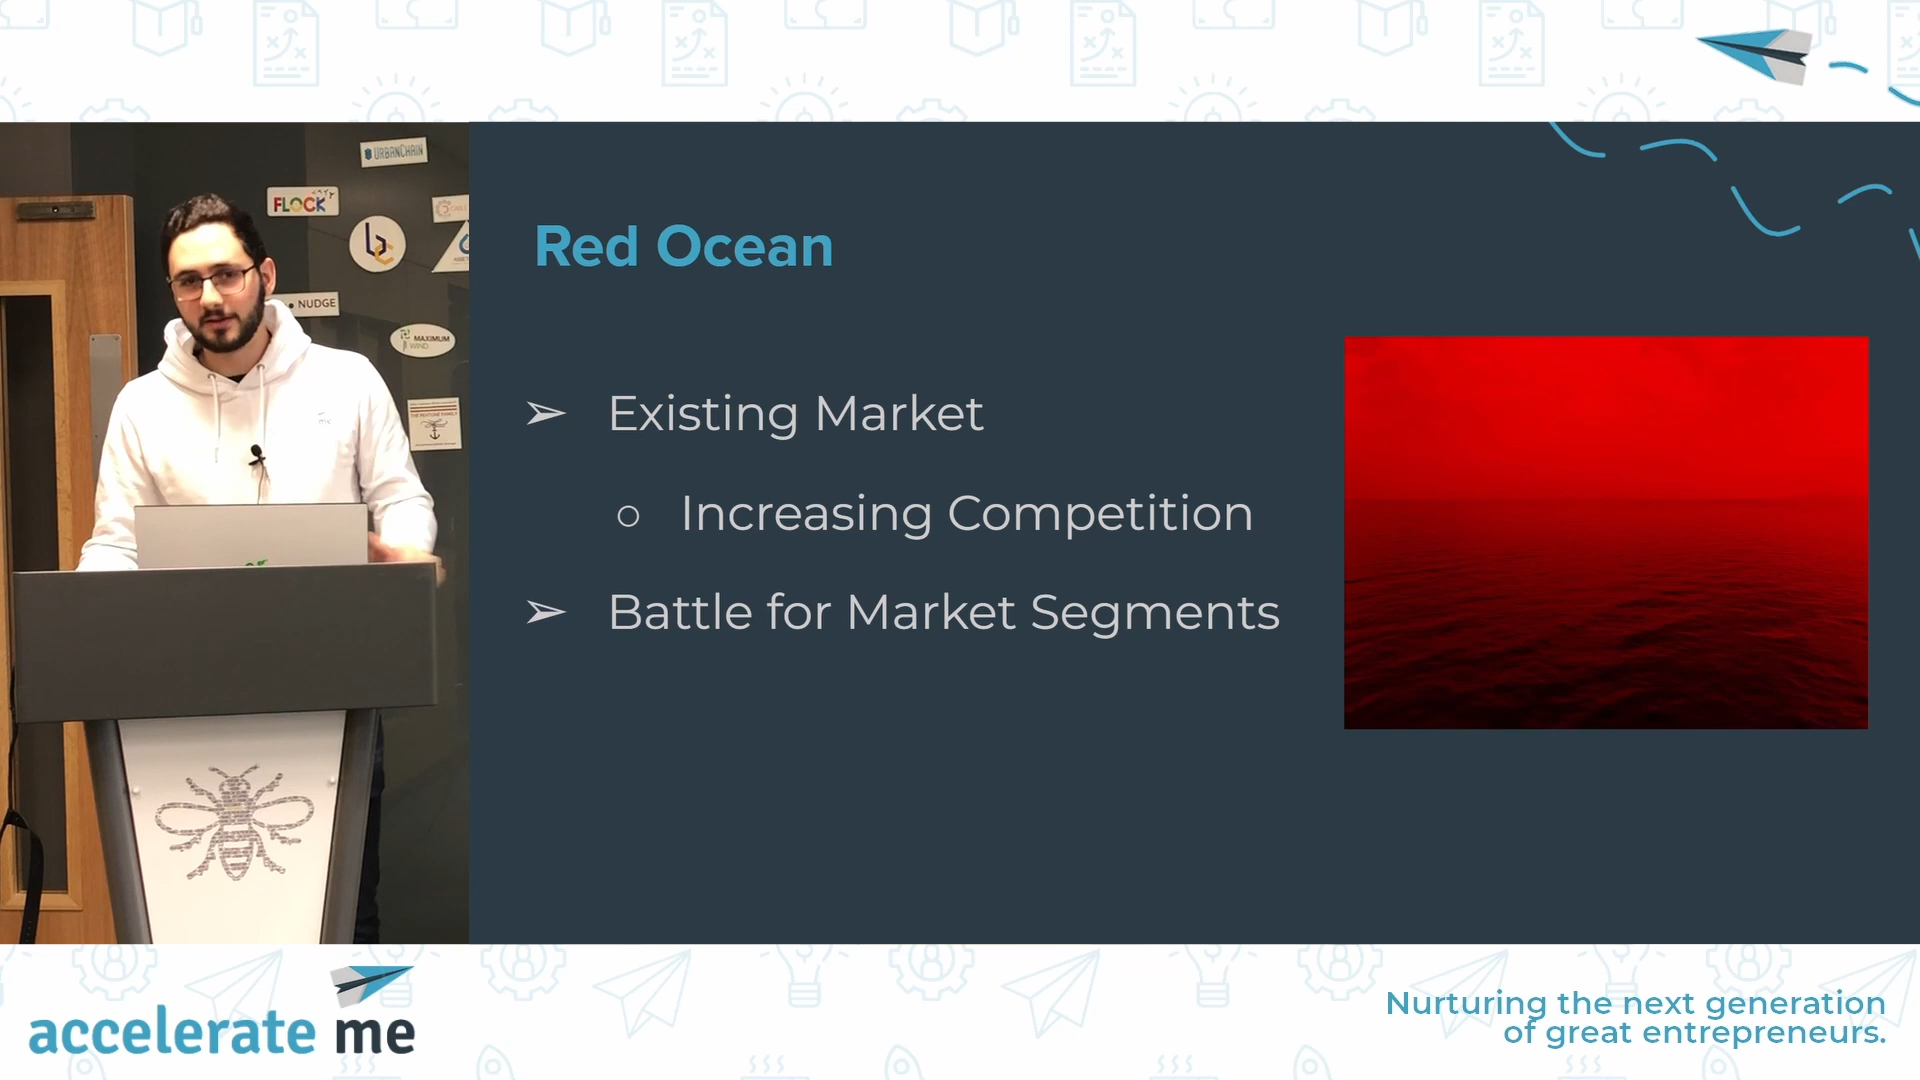 URBANCHAIN
FLOCK
NUDGE
MAXIMUM
WIND
Red Ocean
➢ Existing Market
○ Increasing Competition
➢ Battle for Market Segments
accelerate me
Nurturing the next generation
of great entrepreneurs.